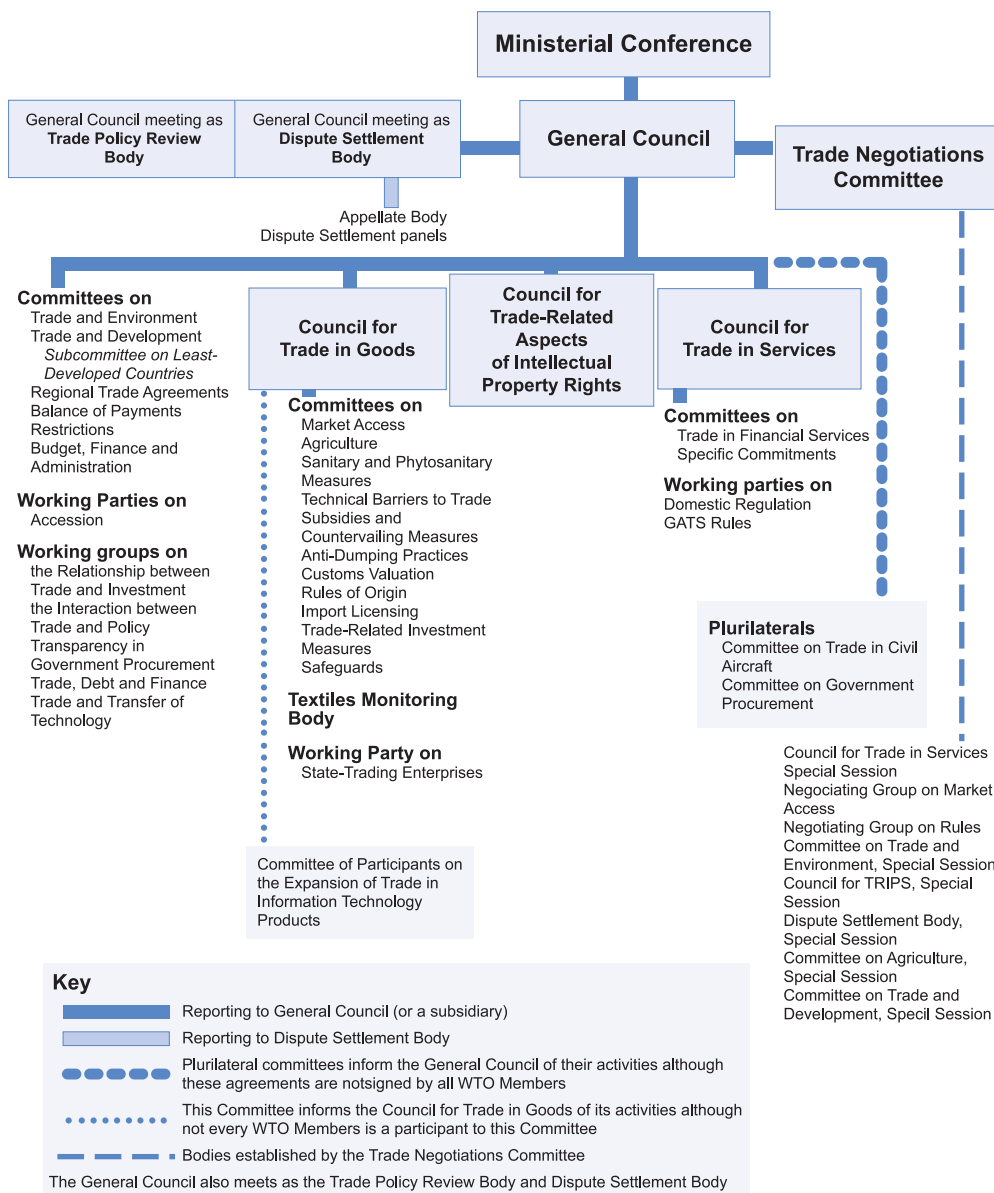 Ministerial Conference
General Council meeting as
Trade Policy Review
Body
General Council meeting as
Dispute Settlement
Body
General Council
Trade Negotiations
Committee
Appellate Body
Dispute Settlement panels
Committees on
Trade and Environment
Trade and Development
Subcommittee on Least-
Developed Countries
Regional Trade Agreements
Balance of Payments
Restrictions
Budget, Finance and
Administration
Working Parties on
Accession
Working groups on
the Relationship between
Trade and Investment
the Interaction between
Trade and Policy
Transparency in
Government Procurement
Trade, Debt and Finance
Trade and Transfer of
Technology
Council for
Trade in Goods
Committees on
Market Access
Agriculture
Sanitary and Phytosanitary
Measures
Technical Barriers to Trade
Subsidies and
Countervailing Measures
Anti-Dumping Practices
Customs Valuation
Rules of Origin
Import Licensing
Trade-Related Investment
Measures
Safeguards
Textiles Monitoring
Body
Working Party on
State-Trading Enterprises
Committee of Participants on
the Expansion of Trade in
Information Technology
Products
Council for
Trade-Related
Aspects
of Intellectual
Property Rights
Council for
Trade in Services
Committees on
Trade in Financial Services
Specific Commitments
Working parties on
Domestic Regulation
GATS Rules
Plurilaterals
Committee on Trade in Civil
Aircraft
Committee on Government
Procurement
Council for Trade in Services
Special Session
Negociating Group on Market
Access
Negotiating Group on Rules
Committee on Trade and
Environment, Special Session
Council for TRIPS, Special
Session
Dispute Settlement Body,
Special Session
Committee on Agriculture,
Special Session
Committee on Trade and
Development, Specil Session
Key
Reporting to General Council (or a subsidiary)
Reporting to Dispute Settlement Body
Plurilateral committees inform the General Council of their activities although
these agreements are notsigned by all WTO Members
This Committee informs the Council for Trade in Goods of its activities although
not every WTO Members is a participant to this Committee
Bodies established by the Trade Negotiations Committee
The General Council also meets as the Trade Policy Review Body and Dispute Settlement Body